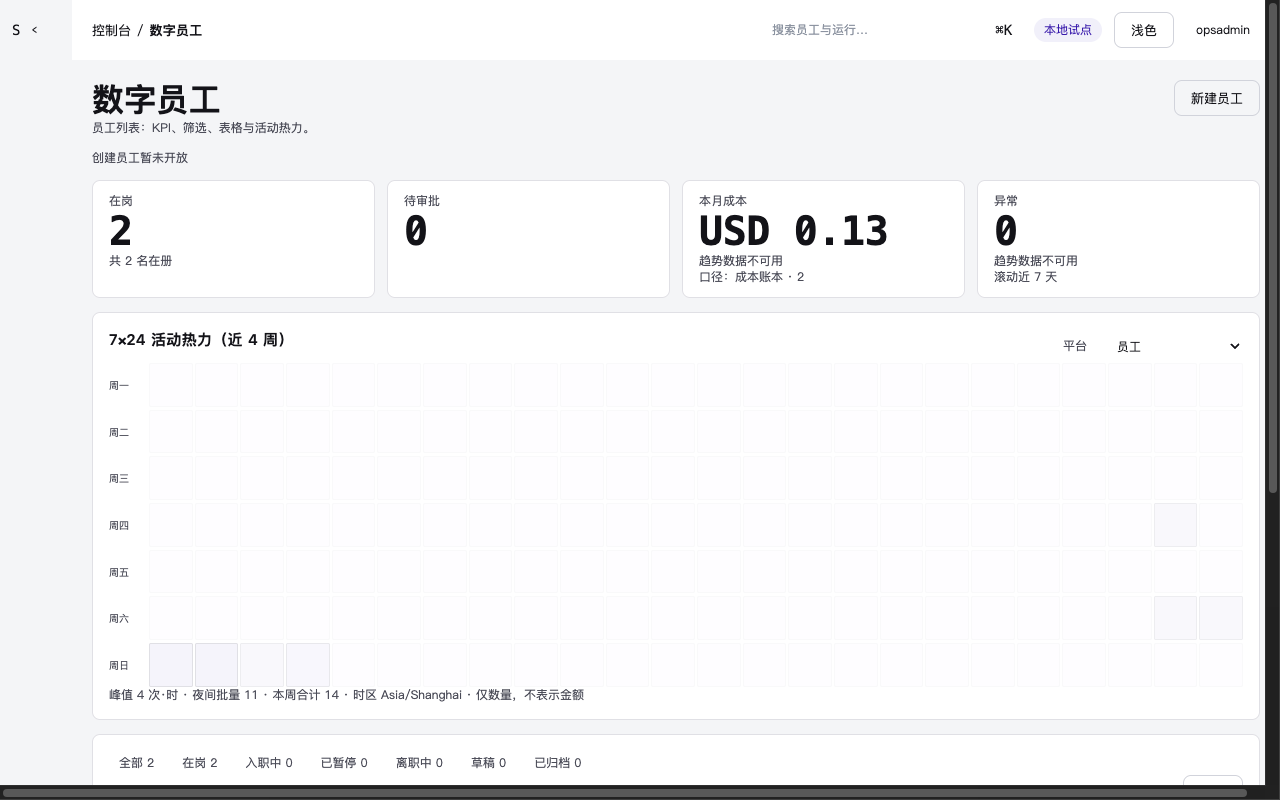 S <
控制台 / 数字员工
搜索员工与运行…
⌘K
本地试点
浅色
opsadmin
数字员工
新建员工
员工列表：KPI、筛选、表格与活动热力。
创建员工暂未开放
在岗
2
共 2 名在册
待审批
0
本月成本
USD 0.13
趋势数据不可用
口径：成本账本 · 2
异常
0
趋势数据不可用
滚动近 7 天
7×24 活动热力（近 4 周）
平台
员工
周一
周二
周三
周四
周五
周六
周日
峰值 4 次·时 · 夜间批量 11 · 本周合计 14 · 时区 Asia/Shanghai · 仅数量，不表示金额
全部 2
在岗 2
入职中 0
已暂停 0
离职中 0
草稿 0
已归档 0